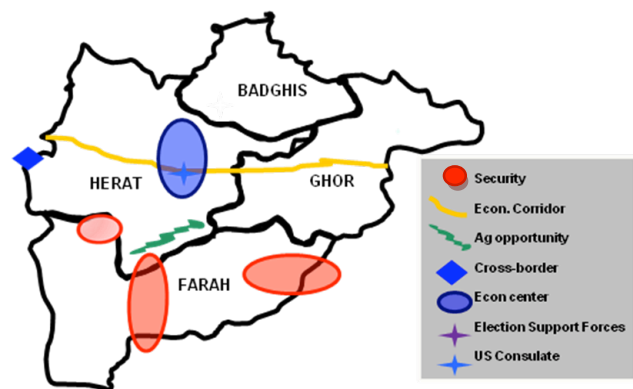 BADGHIS
HERAT
GHOR
FARAH
Security
Econ. Corridor
Ag opportunity
Cross-border
Econ center
Election Support Forces
US Consulate